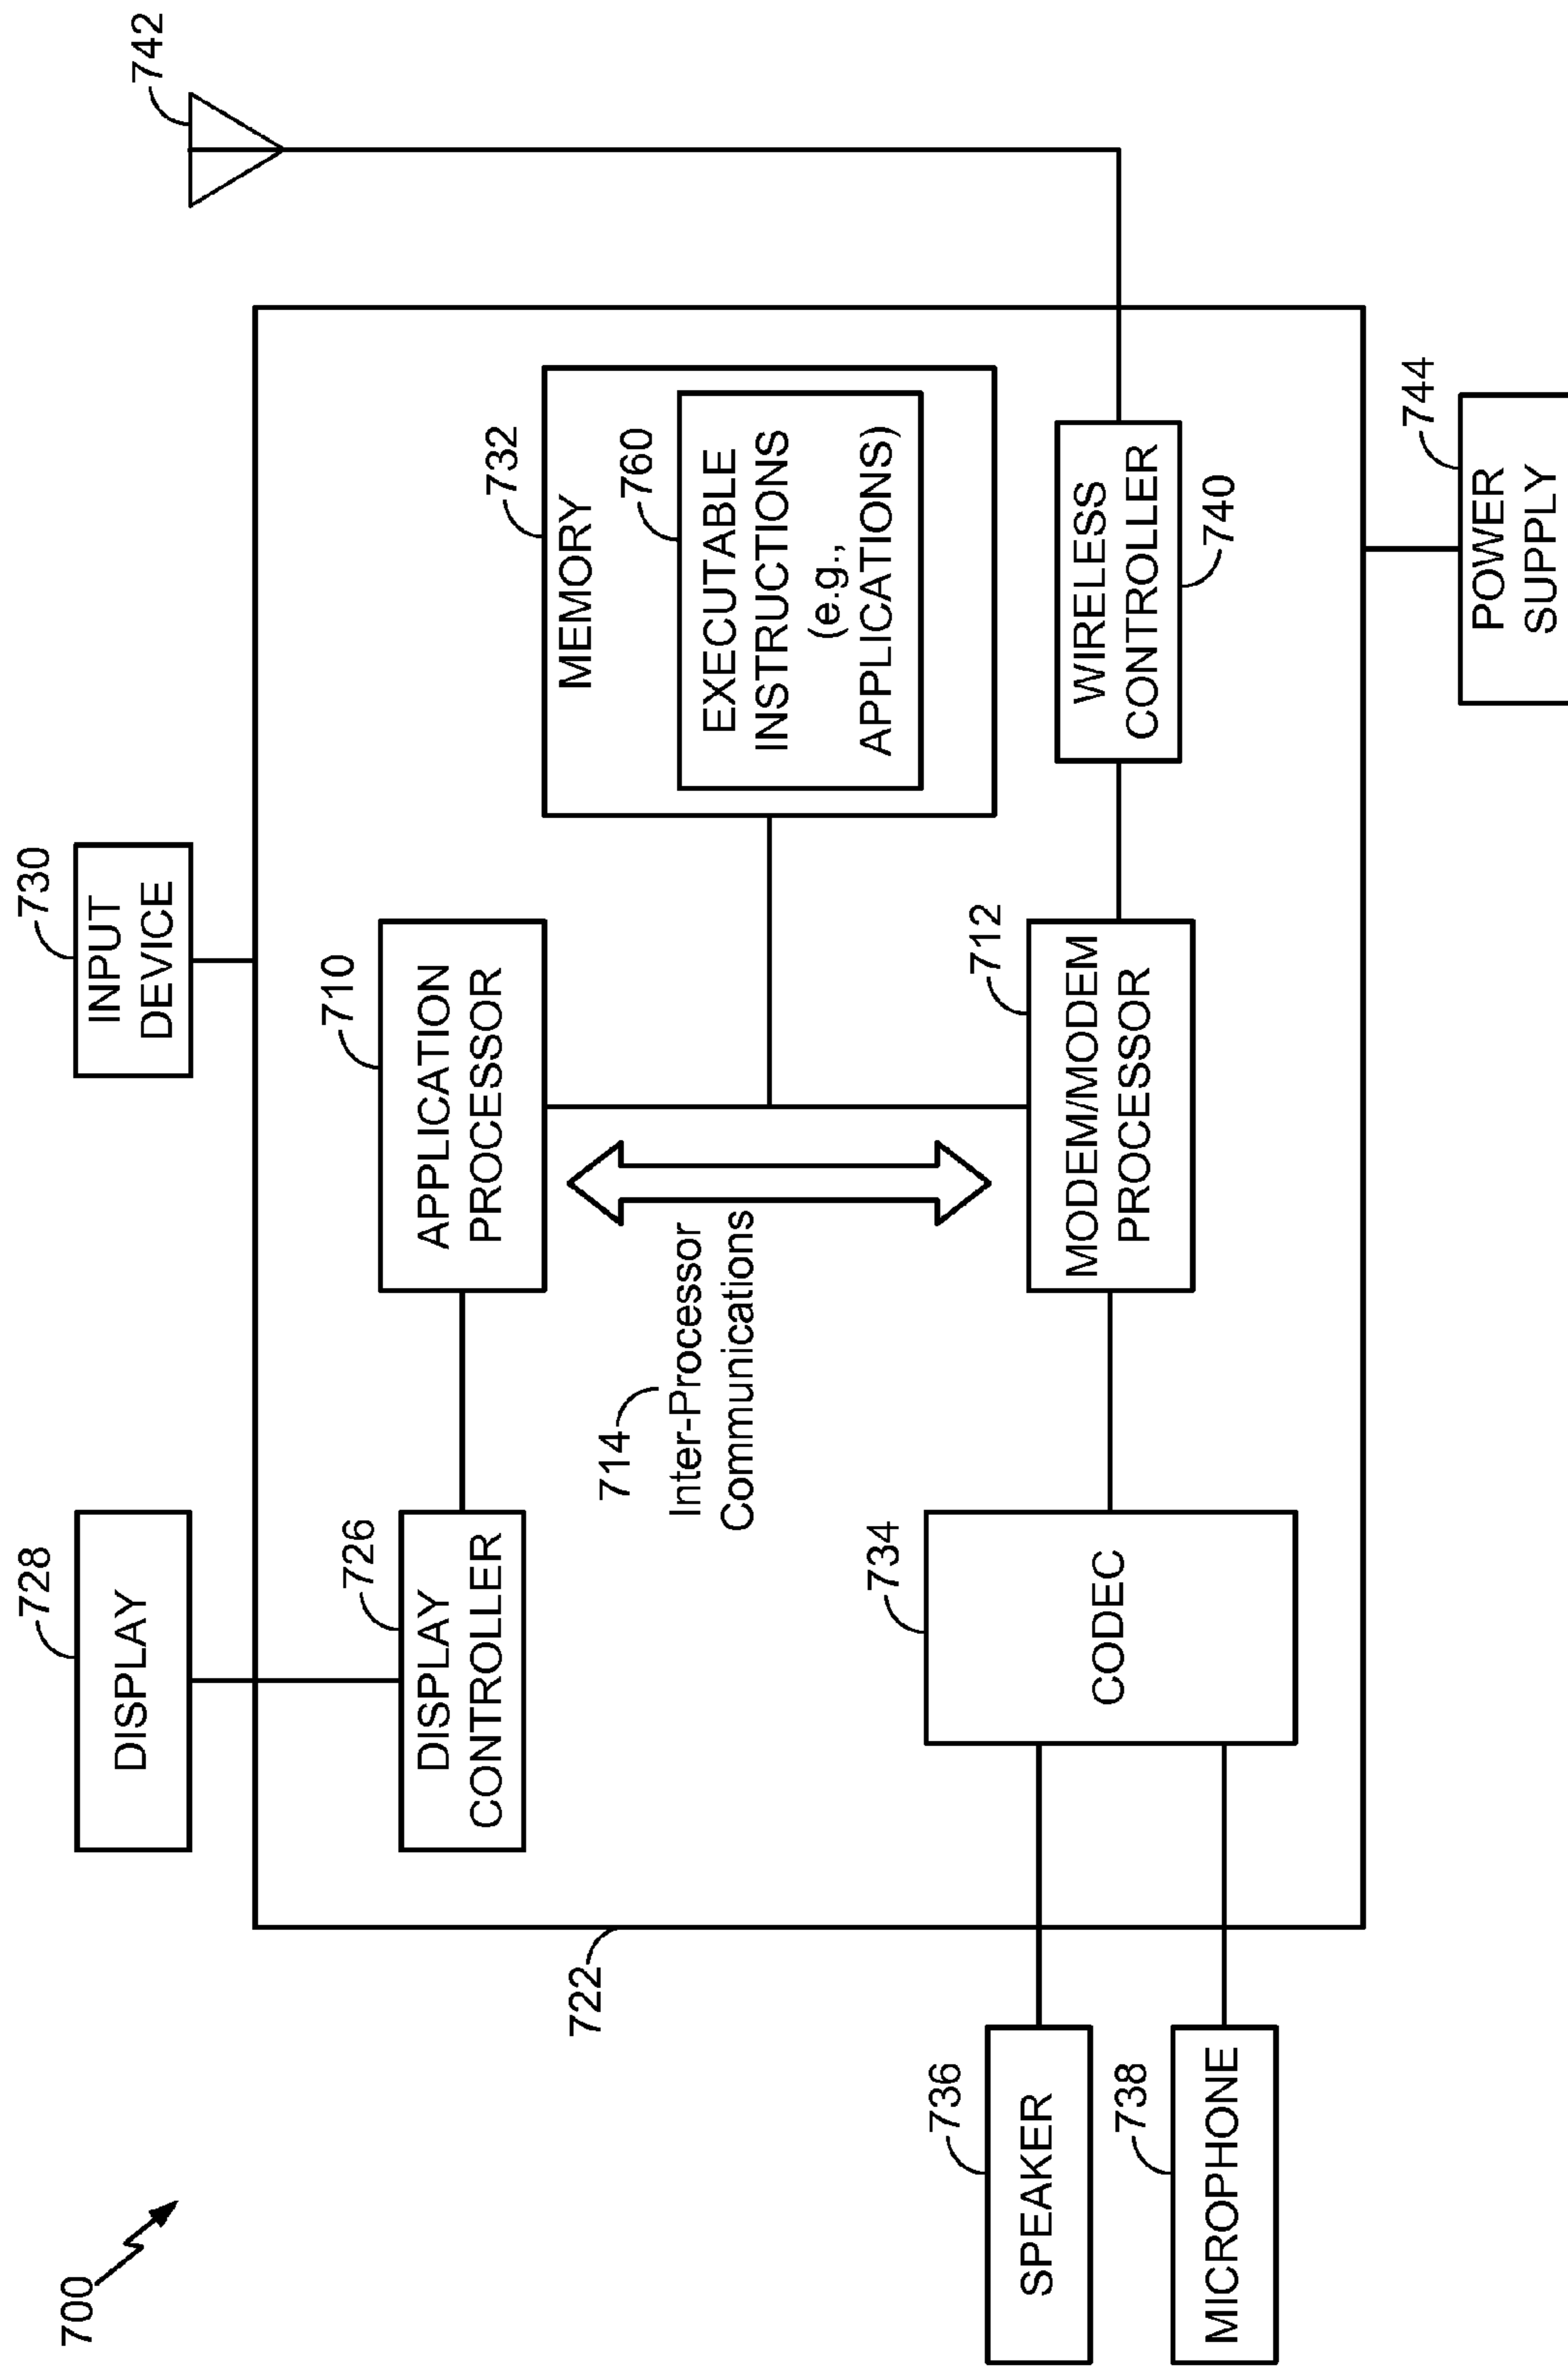 700
728
DISPLAY
730
INPUT
DEVICE
742
722
726
DISPLAY
CONTROLLER
710
APPLICATION
PROCESSOR
714
Inter-Processor
Communications
732
MEMORY
760
EXECUTABLE
INSTRUCTIONS
(e.g.,
APPLICATIONS)
736
SPEAKER
738
MICROPHONE
734
CODEC
712
MODEM/MODEM
PROCESSOR
WIRELESS
CONTROLLER
740
744
POWER
SUPPLY